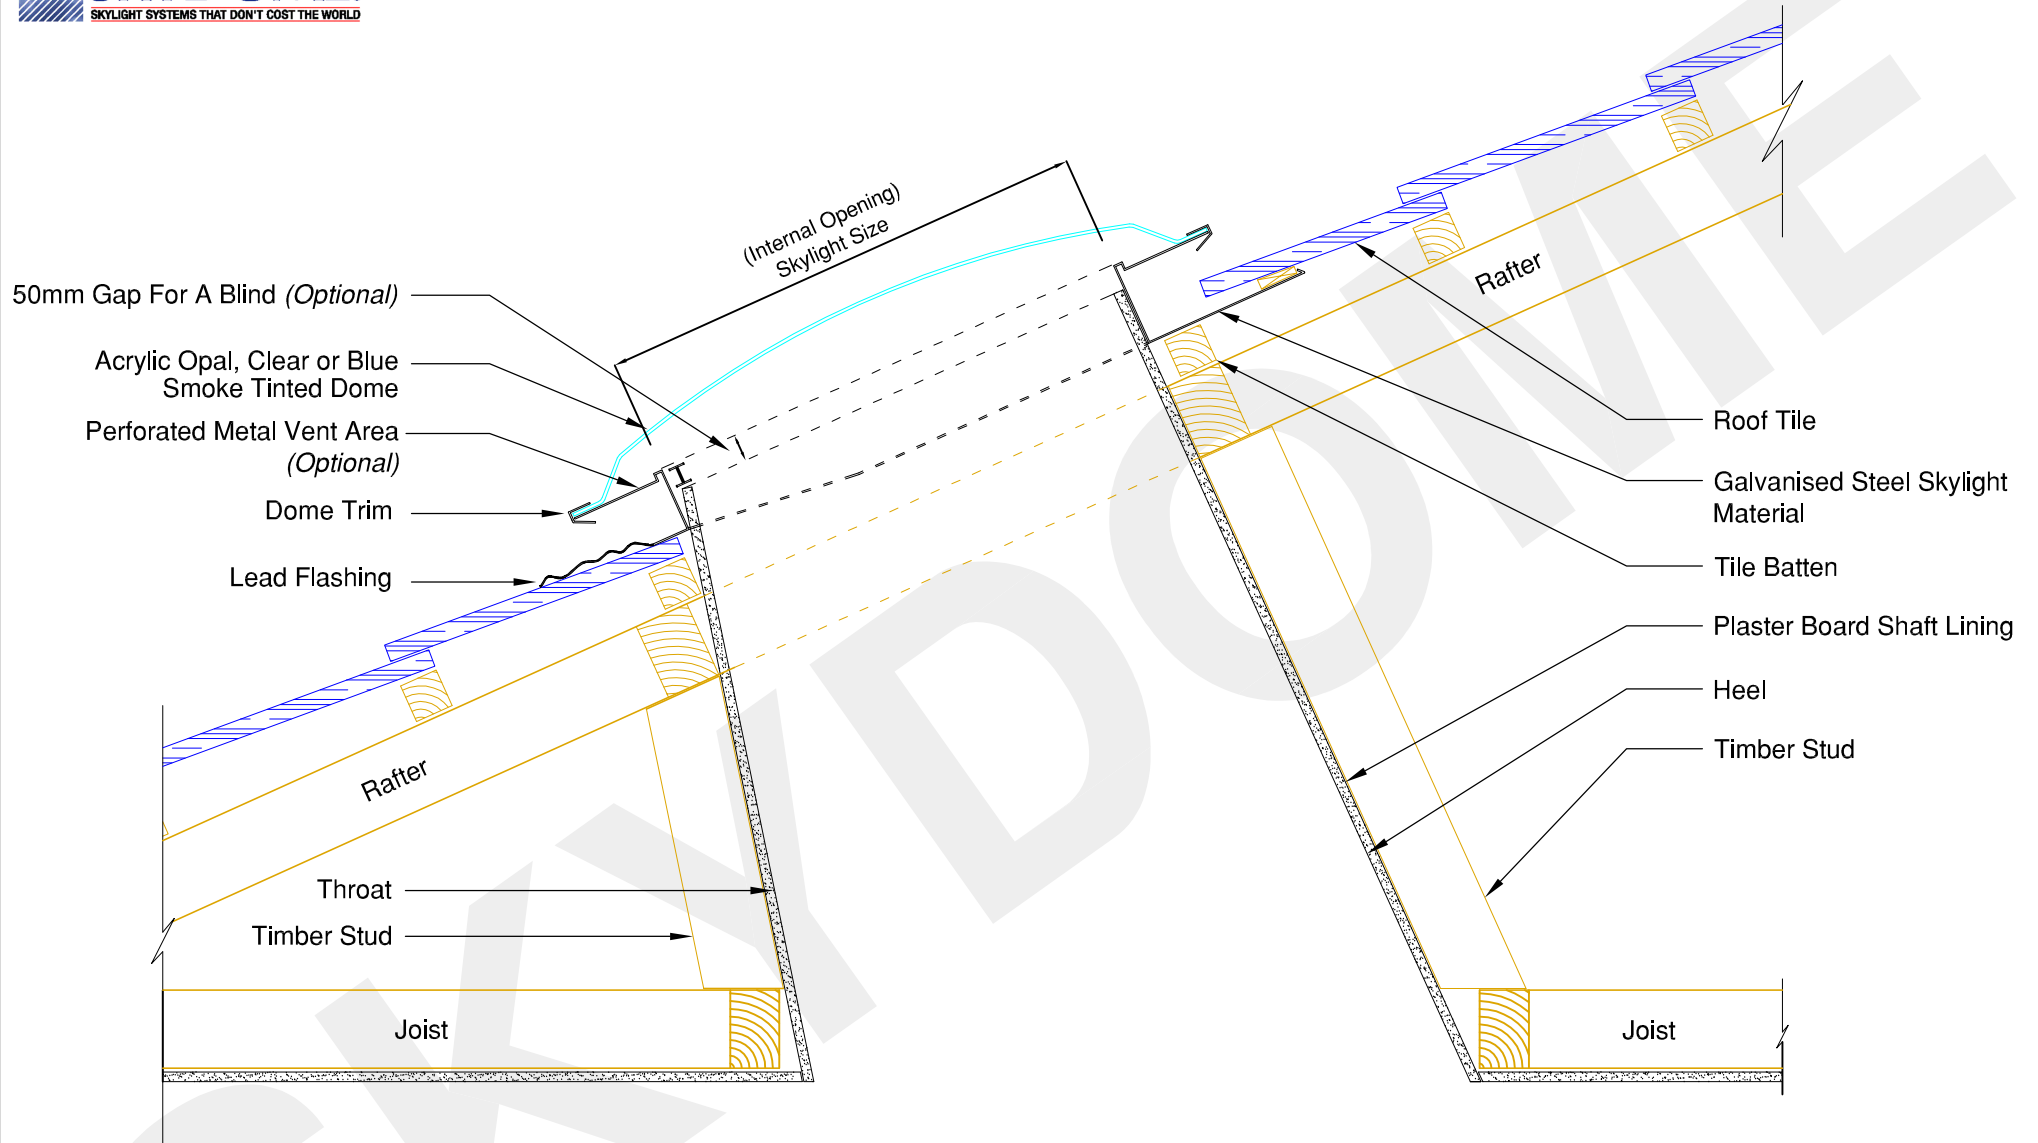 SKYLIGHT SYSTEMS THAT DON'T COST THE WORLD
(Internal Opening)
Skylight Size
50mm Gap For A Blind (Optional)
Acrylic Opal, Clear or Blue
Smoke Tinted Dome
Perforated Metal Vent Area
(Optional)
Dome Trim
Lead Flashing
Rafter
Throat
Timber Stud
Joist
Rafter
Roof Tile
Galvanised Steel Skylight
Material
Tile Batten
Plaster Board Shaft Lining
Heel
Timber Stud
Joist
SKYDOME